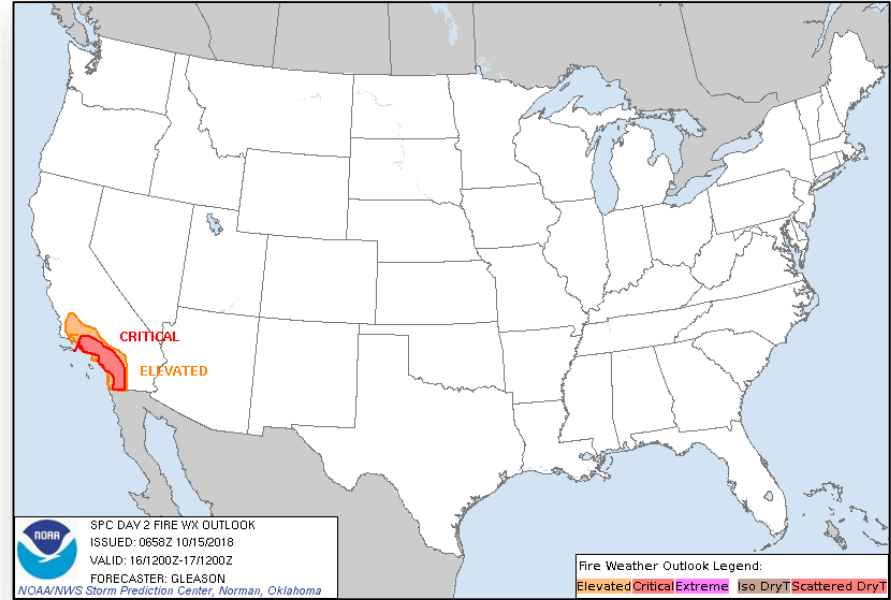 CRITICAL
ELEVATED
NOAA
SPC DAY 2 FIRE WX OUTLOOK
ISSUED: 0658Z 10/15/2018
VALID: 16/1200Z-17/1200Z
FORECASTER: GLEASON
NOAA/NWS Storm Prediction Center, Norman, Oklahoma
Fire Weather Outlook Legend:
Elevated Critical Extreme Iso DryT Scattered DryT